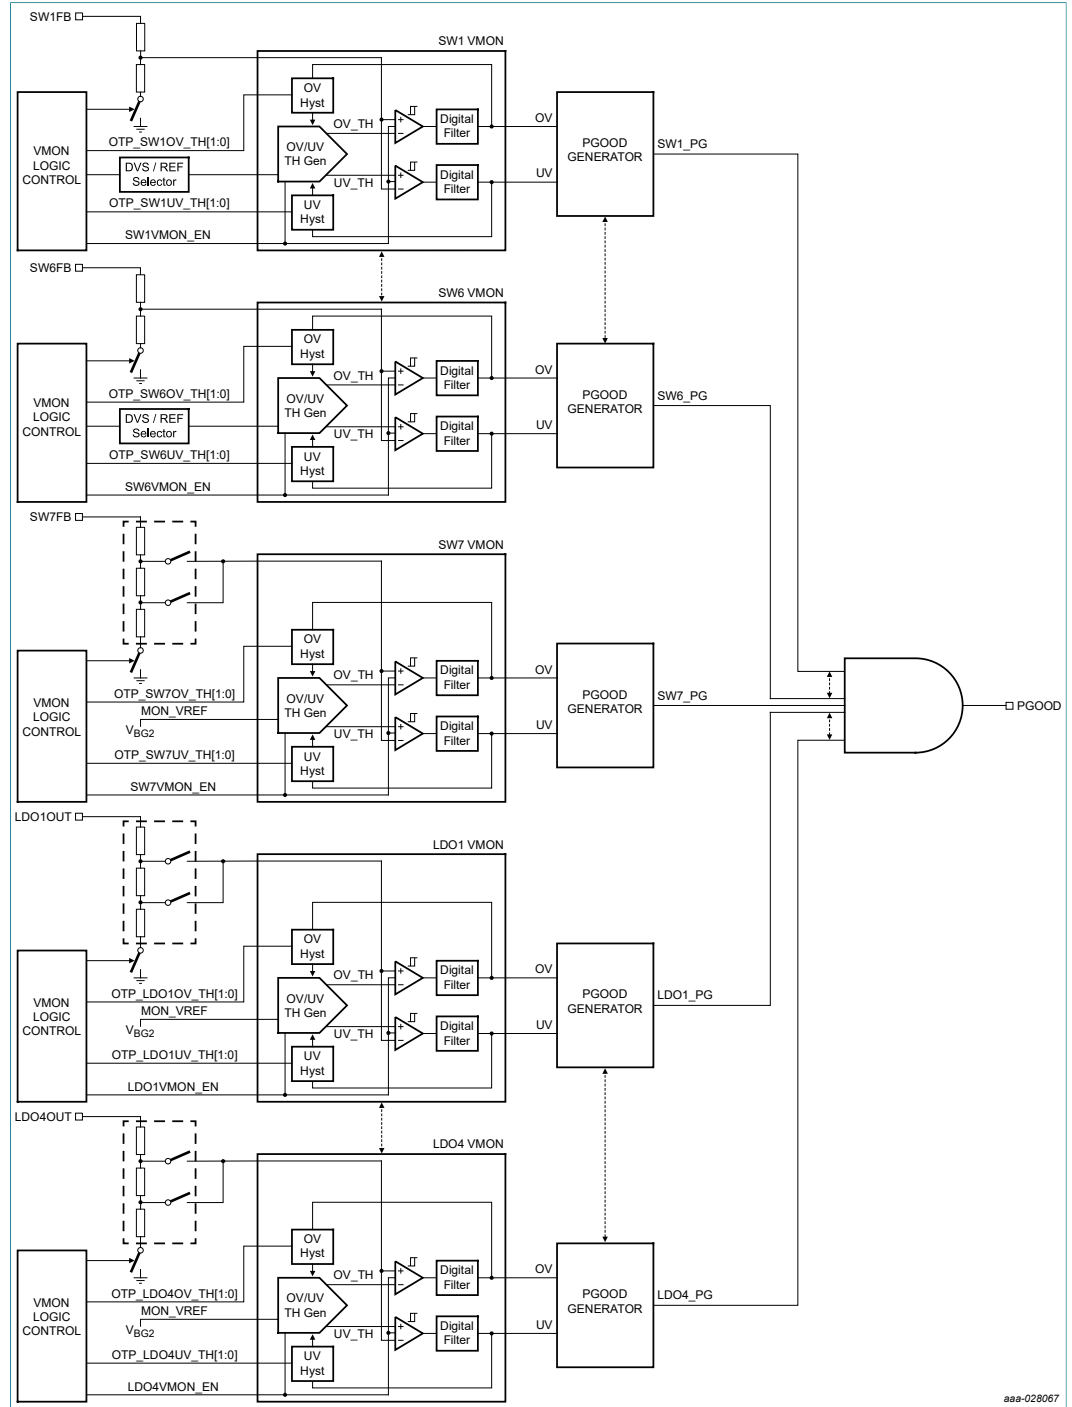 SW1FB
SW1 VMON
VMON
LOGIC
CONTROL
OTP_SW1OV_TH[1:0]
DVS / REF
Selector
OTP_SW1UV_TH[1:0]
SW1VMON_EN
OV
Hyst
OV/UV
TH Gen
UV
Hyst
OV_TH
UV_TH
Digital
Filter
Digital
Filter
OV
UV
PGOOD
GENERATOR
SW1_PG
SW6FB
SW6 VMON
VMON
LOGIC
CONTROL
OTP_SW6OV_TH[1:0]
DVS / REF
Selector
OTP_SW6UV_TH[1:0]
SW6VMON_EN
OV
Hyst
OV/UV
TH Gen
UV
Hyst
OV_TH
UV_TH
Digital
Filter
Digital
Filter
OV
UV
PGOOD
GENERATOR
SW6_PG
SW7FB
SW7 VMON
VMON
LOGIC
CONTROL
OTP_SW7OV_TH[1:0]
MON_VREF
VBG2
OTP_SW7UV_TH[1:0]
SW7VMON_EN
OV
Hyst
OV/UV
TH Gen
UV
Hyst
OV_TH
UV_TH
Digital
Filter
Digital
Filter
OV
UV
PGOOD
GENERATOR
SW7_PG
PGOOD
LDO1OUT
LDO1 VMON
VMON
LOGIC
CONTROL
OTP_LDO1OV_TH[1:0]
MON_VREF
VBG2
OTP_LDO1UV_TH[1:0]
LDO1VMON_EN
OV
Hyst
OV/UV
TH Gen
UV
Hyst
OV_TH
UV_TH
Digital
Filter
Digital
Filter
OV
UV
PGOOD
GENERATOR
LDO1_PG
LDO4OUT
LDO4 VMON
VMON
LOGIC
CONTROL
OTP_LDO4OV_TH[1:0]
MON_VREF
VBG2
OTP_LDO4UV_TH[1:0]
LDO4VMON_EN
OV
Hyst
OV/UV
TH Gen
UV
Hyst
OV_TH
UV_TH
Digital
Filter
Digital
Filter
OV
UV
PGOOD
GENERATOR
LDO4_PG
aaa-028067